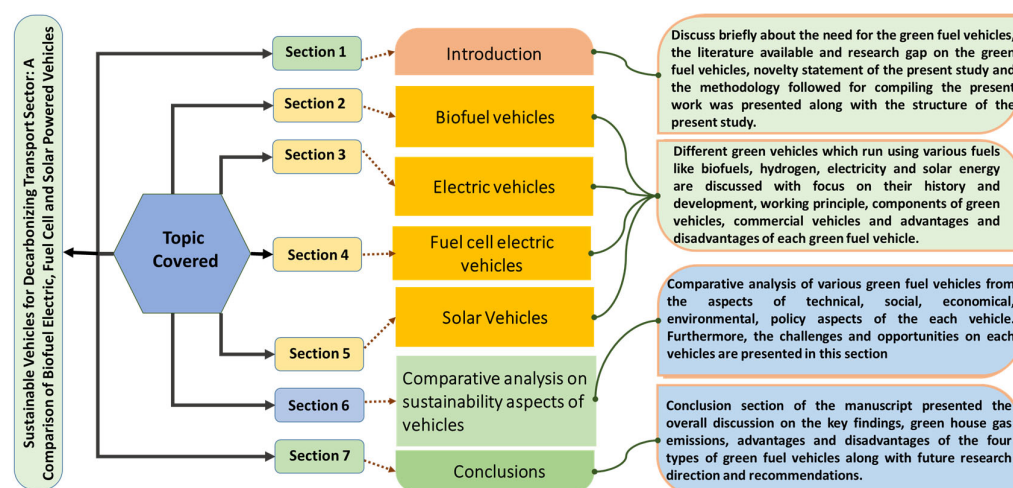 Sustainable Vehicles for Decarbonizing Transport Sector: A
Comparison of Biofuel Electric, Fuel Cell and Solar Powered Vehicles
Topic
Covered
Section 1
Section 2
Section 3
Section 4
Section 5
Section 6
Section 7
Introduction
Biofuel vehicles
Electric vehicles
Fuel cell electric
vehicles
Solar Vehicles
Comparative analysis on
sustainability aspects of
vehicles
Conclusions
Discuss briefly about the need for the green fuel vehicles,
the literature available and research gap on the green
fuel vehicles, novelty statement of the present study and
the methodology followed for compiling the present
work was presented along with the structure of the
present study.
Different green vehicles which run using various fuels
like biofuels, hydrogen, electricity and solar energy
are discussed with focus on their history and
development, working principle, components of green
vehicles, commercial vehicles and advantages and
disadvantages of each green fuel vehicle.
Comparative analysis of various green fuel vehicles from
the aspects of technical, social, economical,
environmental, policy aspects of the each vehicle.
Furthermore, the challenges and opportunities on each
vehicles are presented in this section
Conclusion section of the manuscript presented the
overall discussion on the key findings, green house gas
emissions, advantages and disadvantages of the four
types of green fuel vehicles along with future research
direction and recommendations.